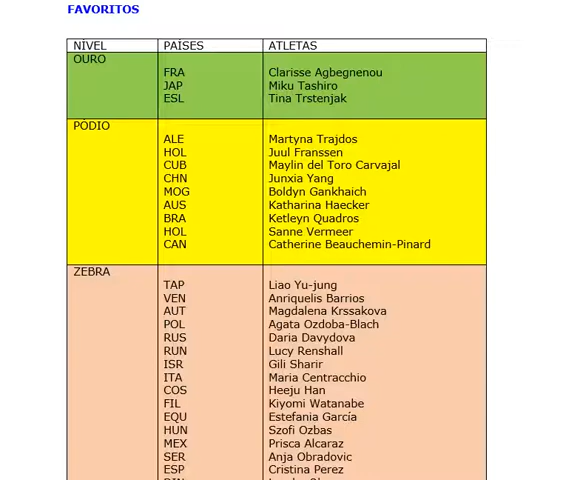 FAVORITOS
NÍVEL PAÍSES ATLETAS
OURO
FRA Clarisse Agbegnenou
JAP Miku Tashiro
ESL Tina Trstenjak
PÓDIO
ALE Martyna Trajdos
HOL Juul Franssen
CUB Maylin del Toro Carvajal
CHN Junxia Yang
MOG Boldyn Gankhaich
AUS Katharina Haecker
BRA Ketleyn Quadros
HOL Sanne Vermeer
CAN Catherine Beauchemin-Pinard
ZEBRA
TAP Liao Yu-jung
VEN Anriquelis Barrios
AUT Magdalena Krssakova
POL Agata Ozdoba-Blach
RUS Daria Davydova
RUN Lucy Renshall
ISR Gili Sharir
ITA Maria Centracchio
COS Heeju Han
FIL Kiyomi Watanabe
EQU Estefania García
HUN Szofi Ozbas
MEX Prisca Alcaraz
SER Anja Obradovic
ESP Cristina Perez